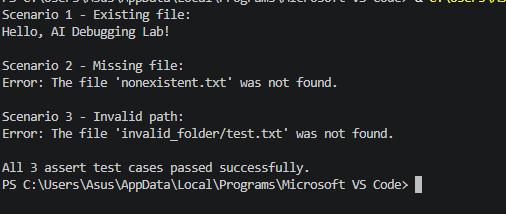 Scenario 1 - Existing file:
Hello, AI Debugging Lab!
Scenario 2 - Missing file:
Error: The file 'nonexistent.txt' was not found.
Scenario 3 - Invalid path:
Error: The file 'invalid_folder/test.txt' was not found.
All 3 assert test cases passed successfully.
PS C:\Users\Asus\AppData\Local\Programs\Microsoft VS Code>